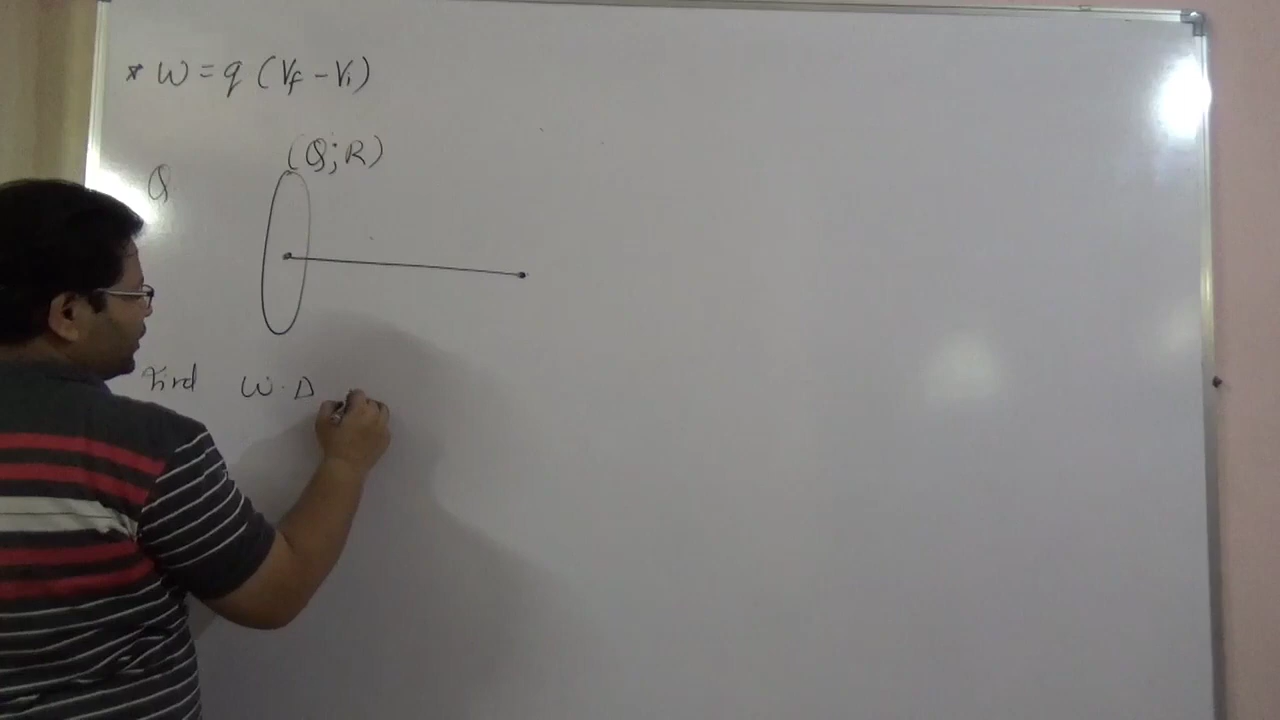 * W = q (Vf - Vi)
(Q; R)
Q
Find W.D